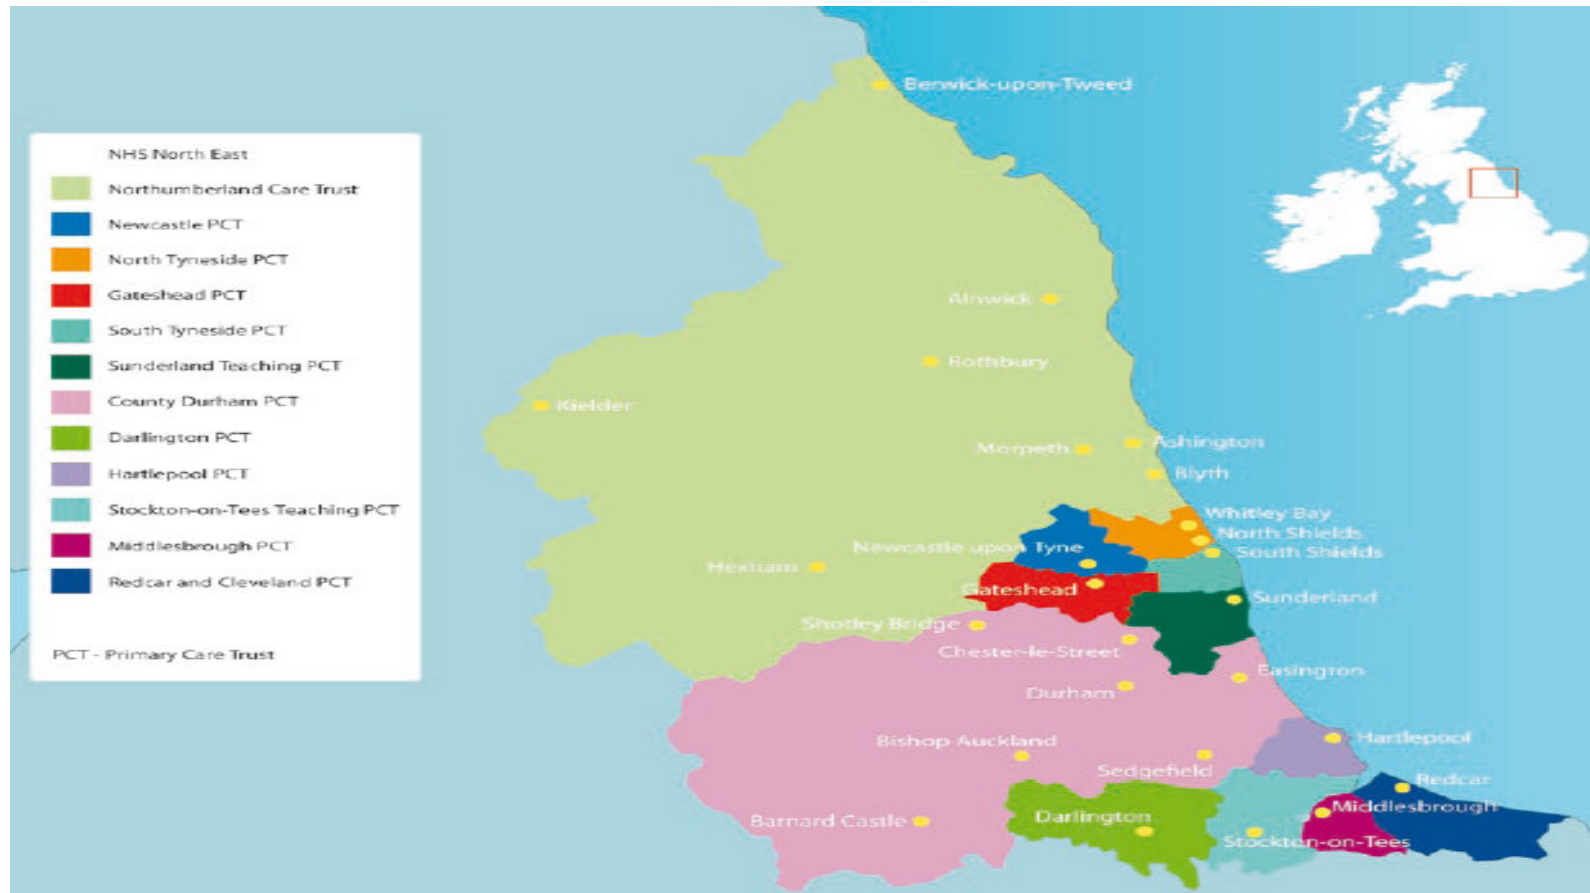 NHS North East
Northumberland Care Trust
Newcastle PCT
North Tyneside PCT
Gateshead PCT
South Tyneside PCT
Sunderland Teaching PCT
County Durham PCT
Darlington PCT
Hartlepool PCT
Stockton-on-Tees Teaching PCT
Middlesbrough PCT
Redcar and Cleveland PCT
PCT - Primary Care Trust
Berwick-upon-Tweed
Alnwick
Rothbury
Kielder
Ashington
Morpeth
Blyth
Whitley Bay
North Shields
Newcastle upon Tyne
South Shields
Hexham
Gateshead
Sunderland
Shotley Bridge
Chester-le-Street
Easington
Durham
Hartlepool
Bishop Auckland
Sedgefield
Redcar
Middlesbrough
Darlington
Barnard Castle
Stockton-on-Tees